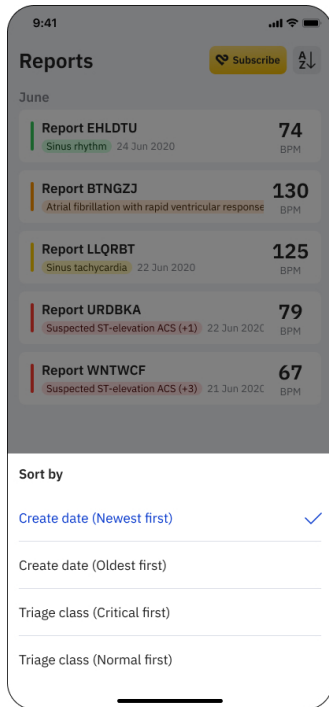 9:41
Reports
Subscribe
A
Z
June
Report EHLDTU
74
Sinus rhythm 24 Jun 2020
BPM
Report BTNGZJ
130
Atrial fibrillation with rapid ventricular response
BPM
Report LLQRBT
125
Sinus tachycardia 22 Jun 2020
BPM
Report URDBKA
79
Suspected ST-elevation ACS (+1) 22 Jun 202
BPM
Report WNTWCF
67
Suspected ST-elevation ACS (+3) 21 Jun 202
BPM
Sort by
Create date (Newest first)
Create date (Oldest first)
Triage class (Critical first)
Triage class (Normal first)